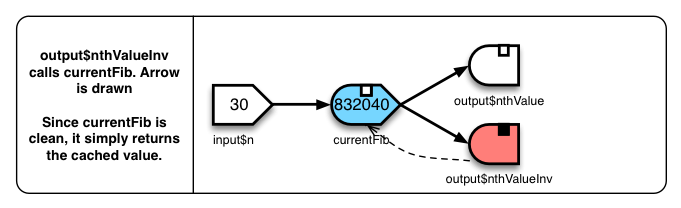 output$nthValueInv
calls currentFib. Arrow
is drawn
Since currentFib is
clean, it simply returns
the cached value.
30
input$n
832040
currentFib
output$nthValue
output$nthValueInv